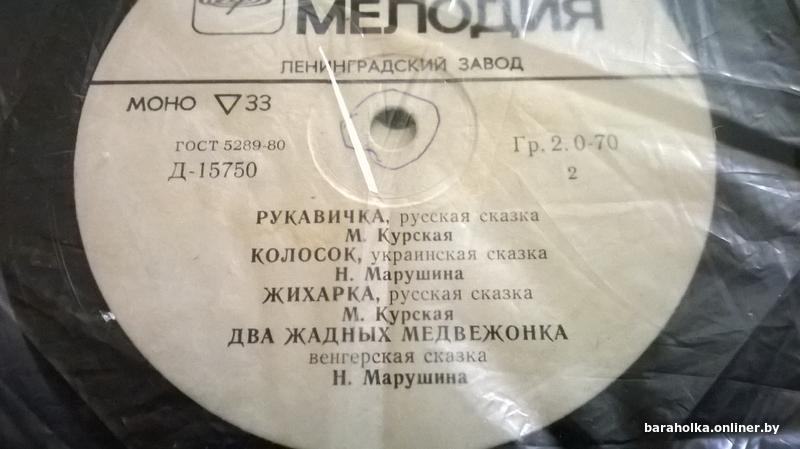 МЕЛОДИЯ
ЛЕНИНГРАДСКИЙ ЗАВОД
МОНО ▽ 33
ГОСТ 5289-80
Гр. 2. 0-70
Д-15750
2
РУКАВИЧКА, русская сказка
М. Курская
КОЛОСОК, украинская сказка
Н. Марушина
ЖИХАРКА, русская сказка
М. Курская
ДВА ЖАДНЫХ МЕДВЕЖОНКА
венгерская сказка
Н. Марушина
baraholka.onliner.by